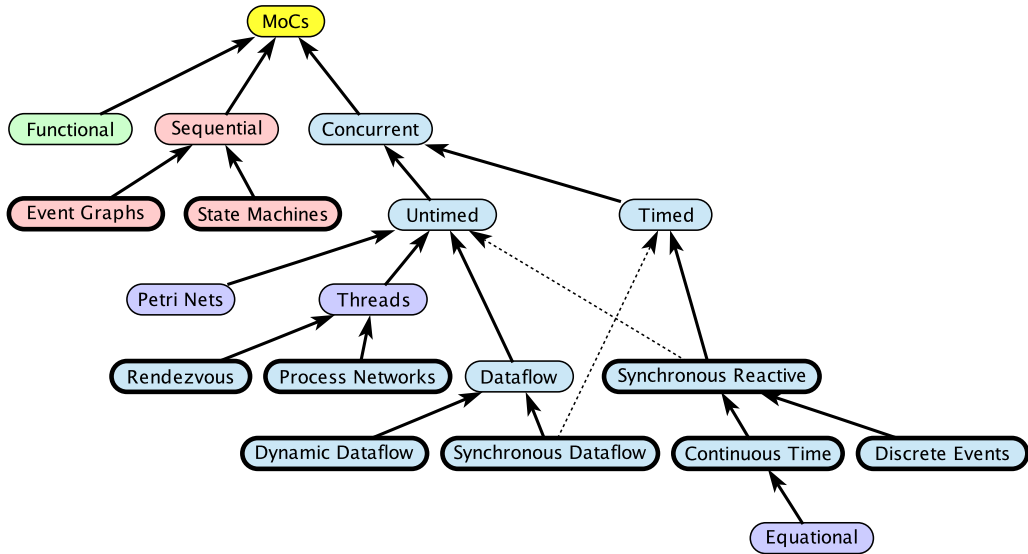 MoCs
Functional
Sequential
Concurrent
Event Graphs
State Machines
Untimed
Timed
Petri Nets
Threads
Rendezvous
Process Networks
Dataflow
Synchronous Reactive
Dynamic Dataflow
Synchronous Dataflow
Continuous Time
Discrete Events
Equational